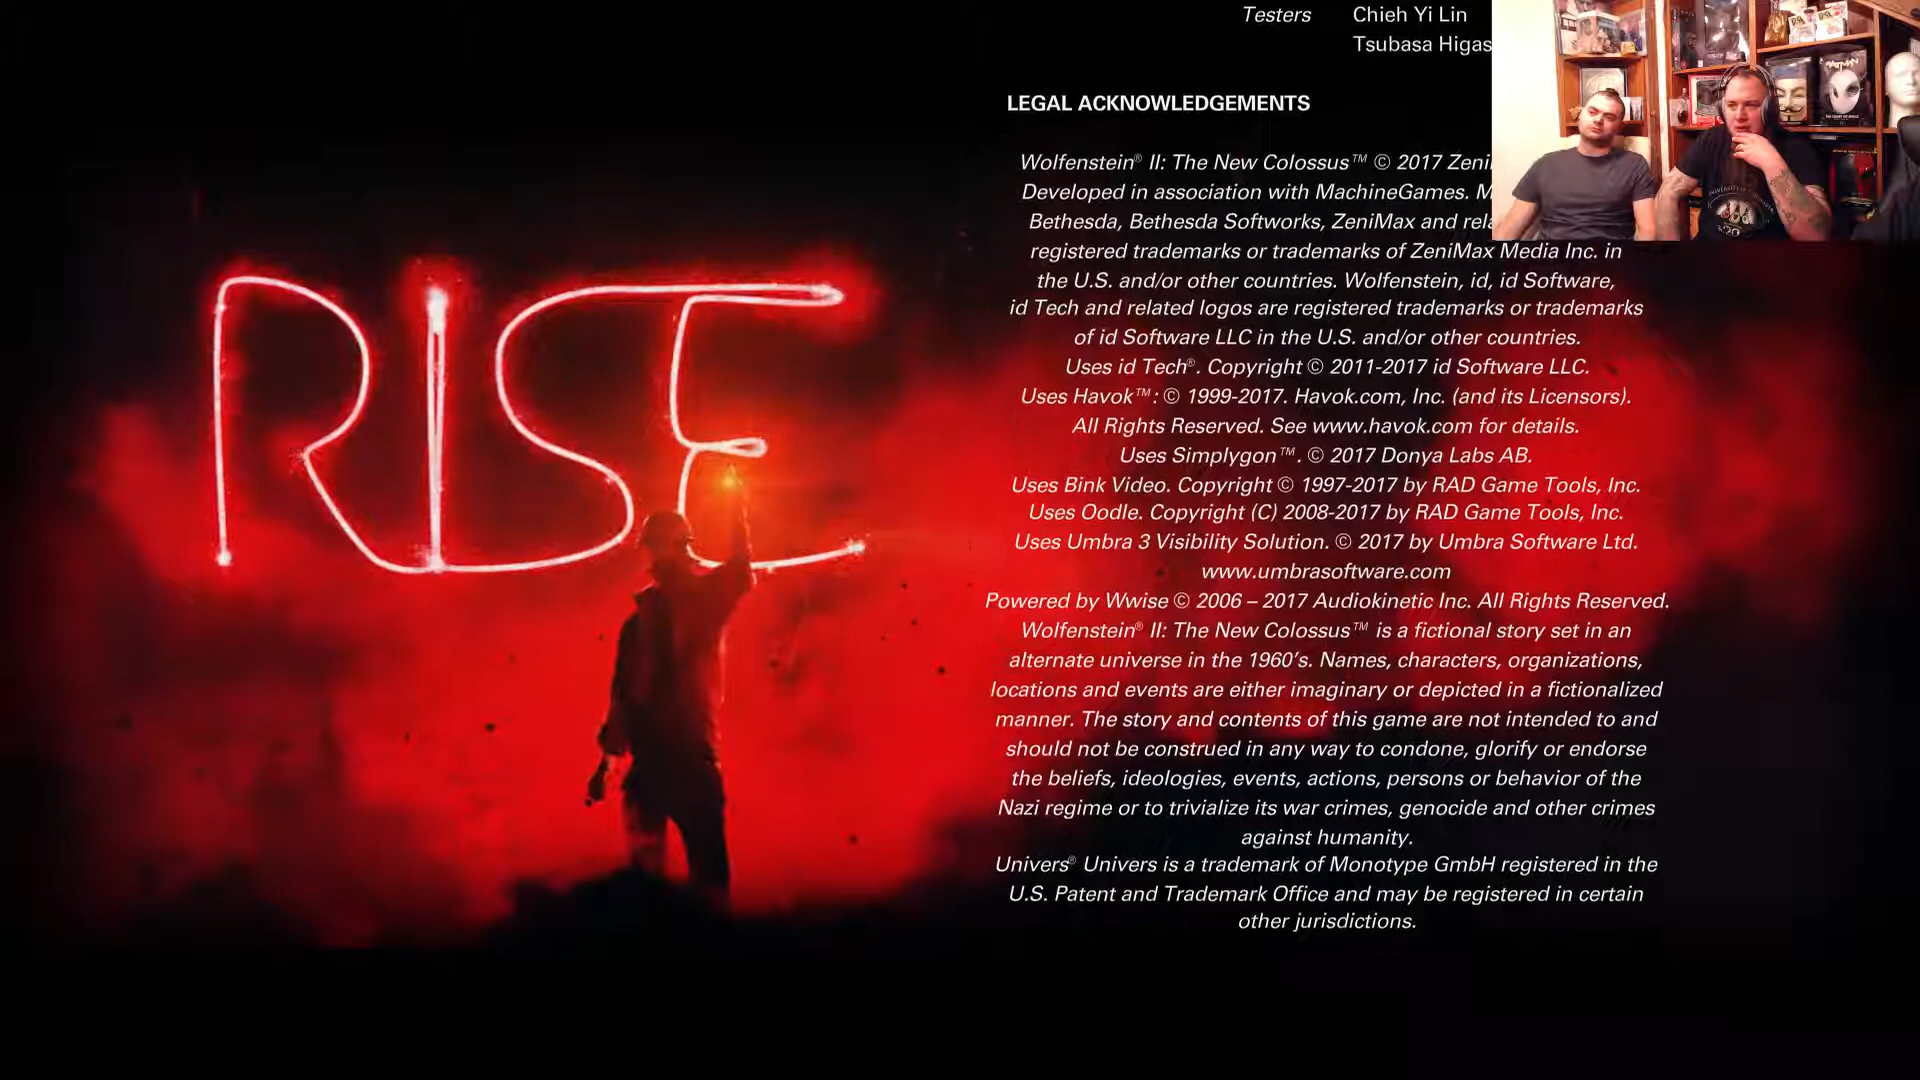 Testers Chieh Yi Lin
Tsubasa Higas
LEGAL ACKNOWLEDGEMENTS
Wolfenstein® II: The New Colossus™ © 2017 Zeni
Developed in association with MachineGames. M
Bethesda, Bethesda Softworks, ZeniMax and rela
registered trademarks or trademarks of ZeniMax Media Inc. in
the U.S. and/or other countries. Wolfenstein, id, id Software,
id Tech and related logos are registered trademarks or trademarks
of id Software LLC in the U.S. and/or other countries.
Uses id Tech®. Copyright © 2011-2017 id Software LLC.
Uses Havok™: © 1999-2017. Havok.com, Inc. (and its Licensors).
All Rights Reserved. See www.havok.com for details.
Uses Simplygon™. © 2017 Donya Labs AB.
Uses Bink Video. Copyright © 1997-2017 by RAD Game Tools, Inc.
Uses Oodle. Copyright (C) 2008-2017 by RAD Game Tools, Inc.
Uses Umbra 3 Visibility Solution. © 2017 by Umbra Software Ltd.
www.umbrasoftware.com
Powered by Wwise © 2006 – 2017 Audiokinetic Inc. All Rights Reserved.
Wolfenstein® II: The New Colossus™ is a fictional story set in an
alternate universe in the 1960's. Names, characters, organizations,
locations and events are either imaginary or depicted in a fictionalized
manner. The story and contents of this game are not intended to and
should not be construed in any way to condone, glorify or endorse
the beliefs, ideologies, events, actions, persons or behavior of the
Nazi regime or to trivialize its war crimes, genocide and other crimes
against humanity.
Univers® Univers is a trademark of Monotype GmbH registered in the
U.S. Patent and Trademark Office and may be registered in certain
other jurisdictions.
RISE
BATMAN